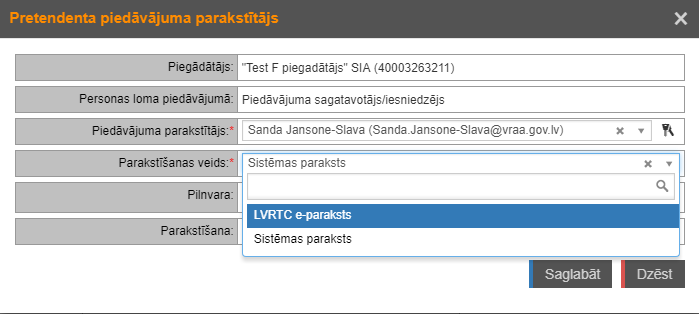 Pretendenta piedāvājuma parakstītājs
Piegādātājs: "Test F piegadātājs" SIA (40003263211)
Personas loma piedāvājumā: Piedāvājuma sagatavotājs/iesniedzējs
Piedāvājuma parakstītājs:* Sanda Jansone-Slava (Sanda.Jansone-Slava@vraa.gov.lv)
Parakstīšanas veids:* Sistēmas paraksts
Pilnvara:
LVRTC e-paraksts
Parakstīšana: Sistēmas paraksts
Saglabāt Dzēst